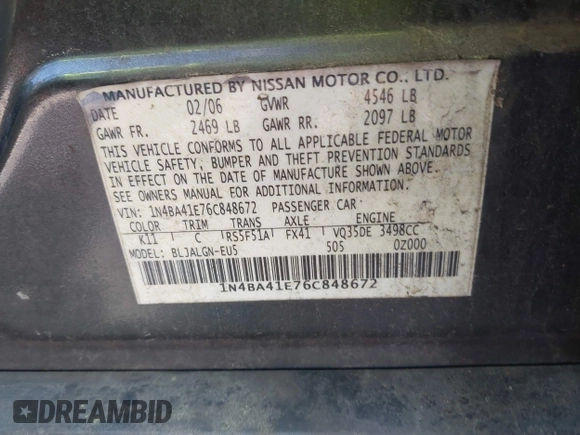 MANUFACTURED BY NISSAN MOTOR CO., LTD.
DATE 02/06 GVWR 4546 LB
GAWR FR. 2469 LB GAWR RR. 2097 LB
THIS VEHICLE CONFORMS TO ALL APPLICABLE FEDERAL MOTOR
VEHICLE SAFETY, BUMPER AND THEFT PREVENTION STANDARDS
IN EFFECT ON THE DATE OF MANUFACTURE SHOWN ABOVE.
SEE OWNERS MANUAL FOR ADDITIONAL INFORMATION.
VIN: 1N4BA41E76C848672 PASSENGER CAR
COLOR TRIM TRANS AXLE ENGINE
K11 C RS5F51A FX41 VQ35DE 3498CC
MODEL: BLJALGN-EU5 505 0Z000
1N4BA41E76C848672
DREAMBID